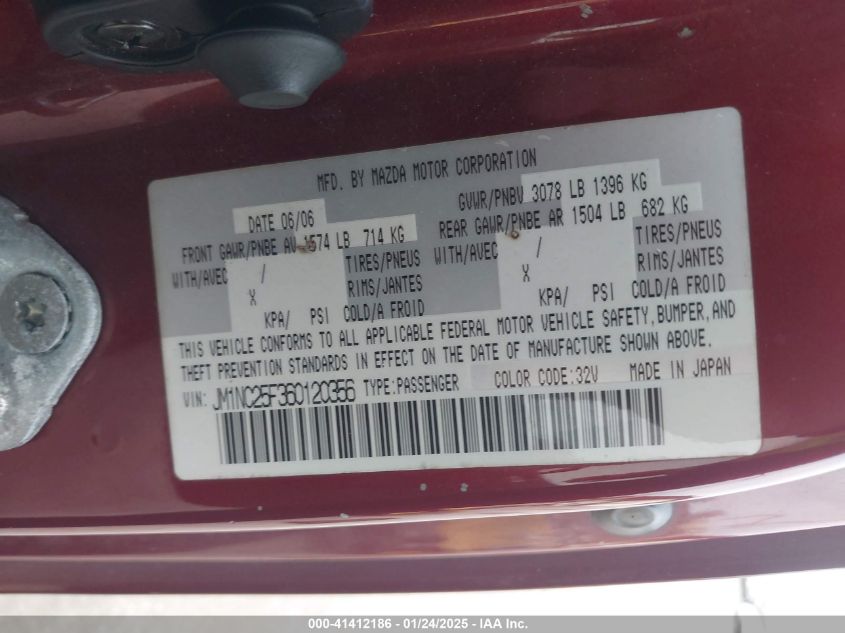 MFD. BY MAZDA MOTOR CORPORATION
DATE 06/06 GVWR/PNBV 3078 LB 1396 KG
FRONT GAWR/PNBE AV 1574 LB 714 KG REAR GAWR/PNBE AR 1504 LB 682 KG
WITH/AVEC / TIRES/PNEUS WITH/AVEC / TIRES/PNEUS
X RIMS/JANTES X RIMS/JANTES
KPA/ PSI COLD/A FROID KPA/ PSI COLD/A FROID
THIS VEHICLE CONFORMS TO ALL APPLICABLE FEDERAL MOTOR VEHICLE SAFETY, BUMPER, AND
THEFT PREVENTION STANDARDS IN EFFECT ON THE DATE OF MANUFACTURE SHOWN ABOVE.
VIN: JM1NC25F360120356 TYPE:PASSENGER COLOR CODE:32V MADE IN JAPAN
000-41412186 - 01/24/2025 - IAA Inc.